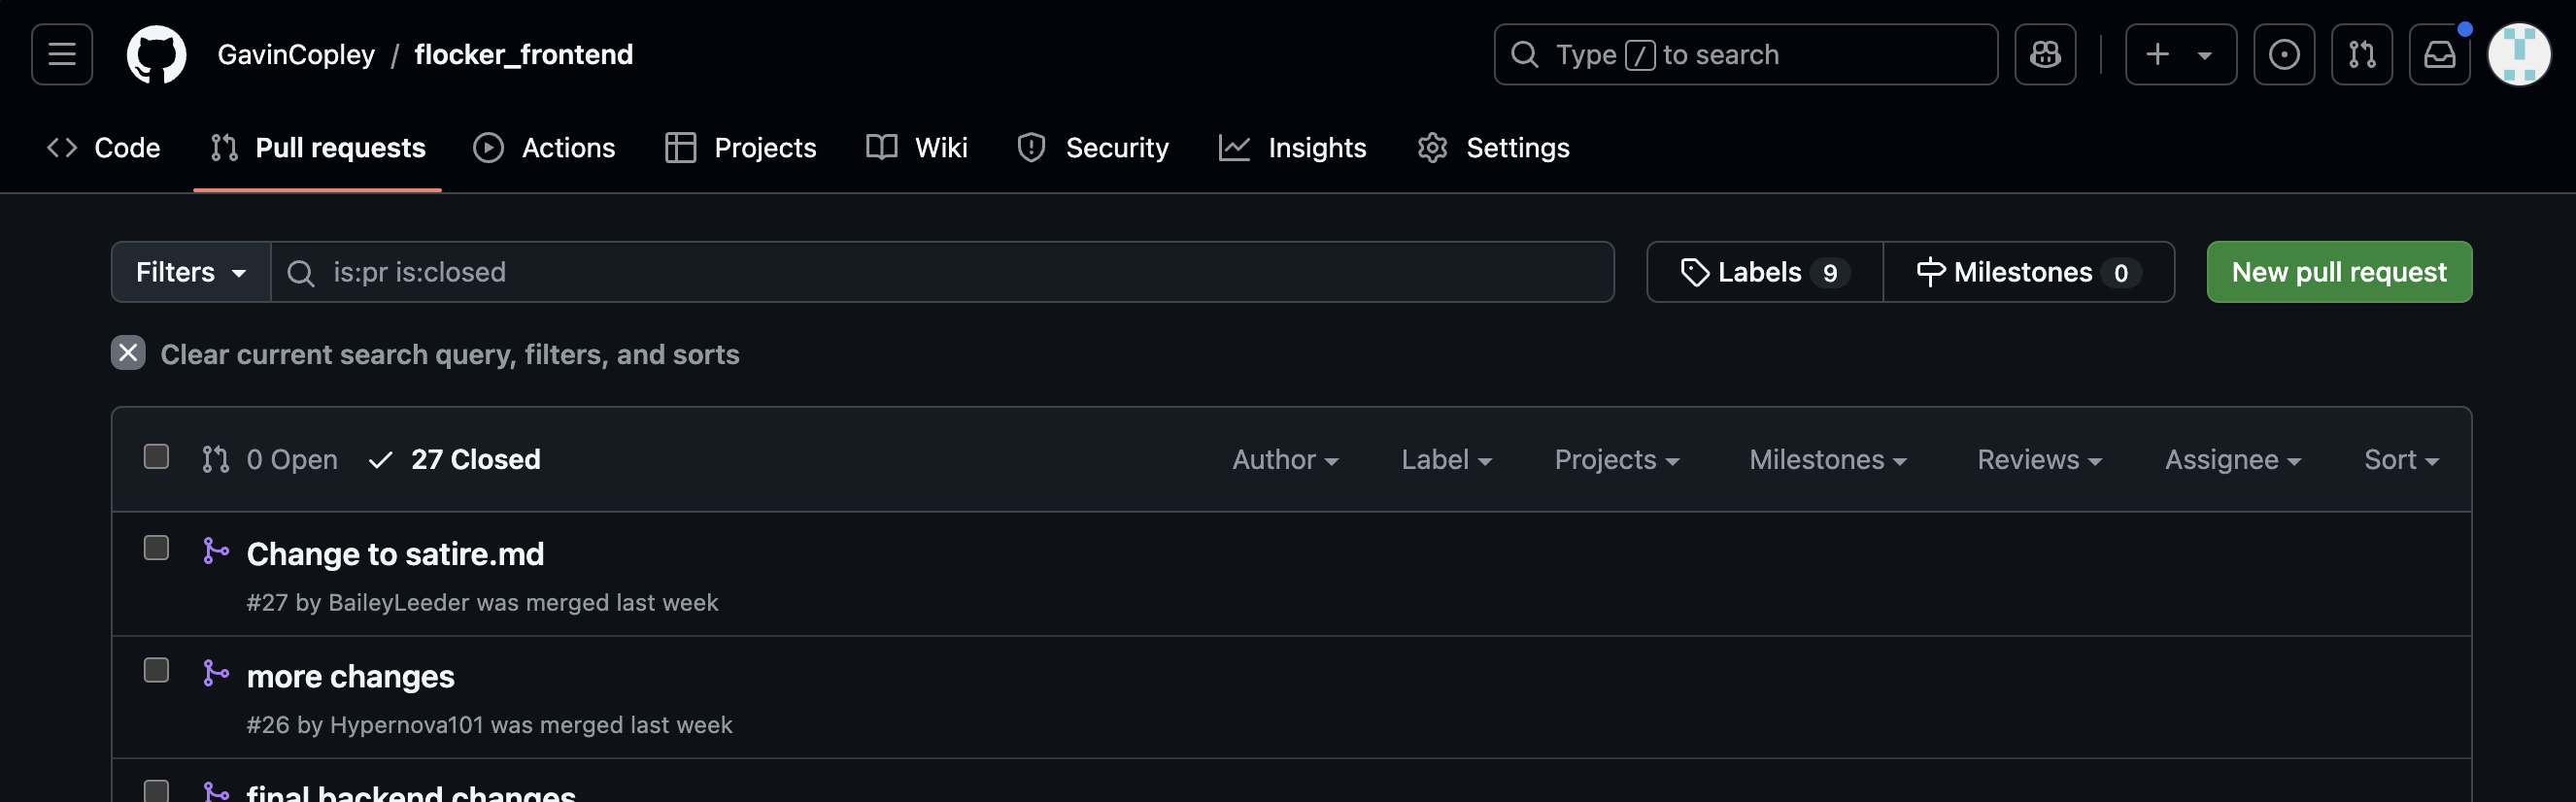 GavinCopley / flocker_frontend
Type / to search
Code Pull requests Actions Projects Wiki Security Insights Settings
Filters is:pr is:closed Labels 9 Milestones 0 New pull request
Clear current search query, filters, and sorts
0 Open 27 Closed Author Label Projects Milestones Reviews Assignee Sort
Change to satire.md
#27 by BaileyLeeder was merged last week
more changes
#26 by Hypernova101 was merged last week
final backend changes